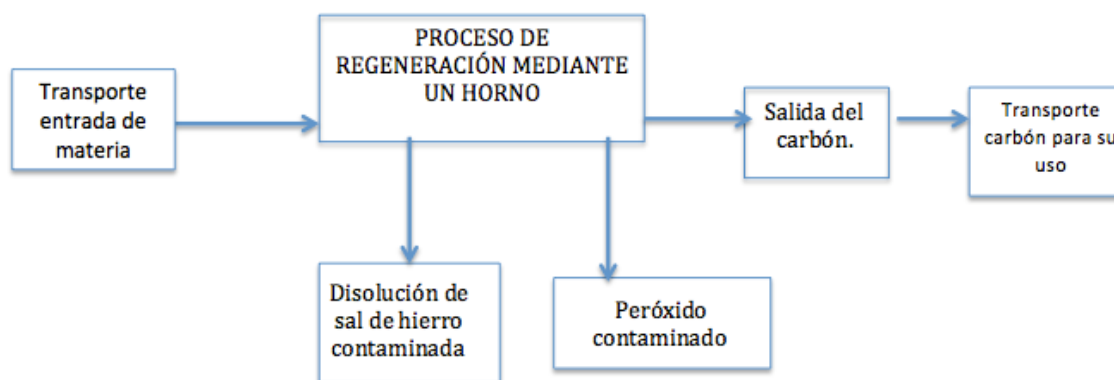 PROCESO DE
REGENERACIÓN MEDIANTE
UN HORNO
Transporte
entrada de
materia
Salida del
carbón.
Transporte
carbón para su
uso
Disolución de
sal de hierro
contaminada
Peróxido
contaminado